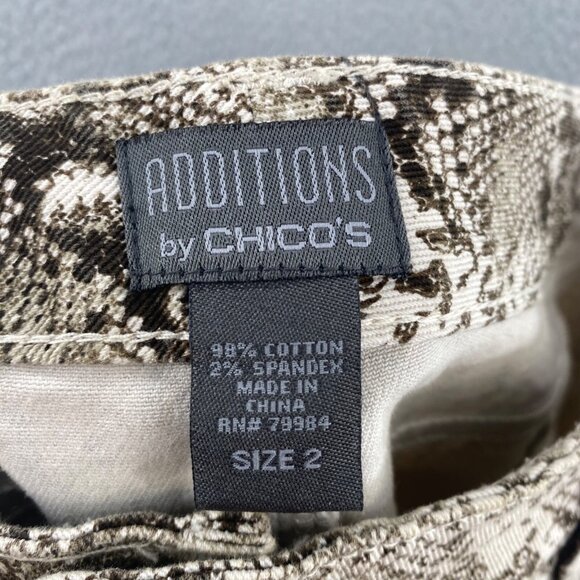 ADDITIONS
by CHICO'S
98% COTTON
2% SPANDEX
MADE IN
CHINA
RN# 79984
SIZE 2